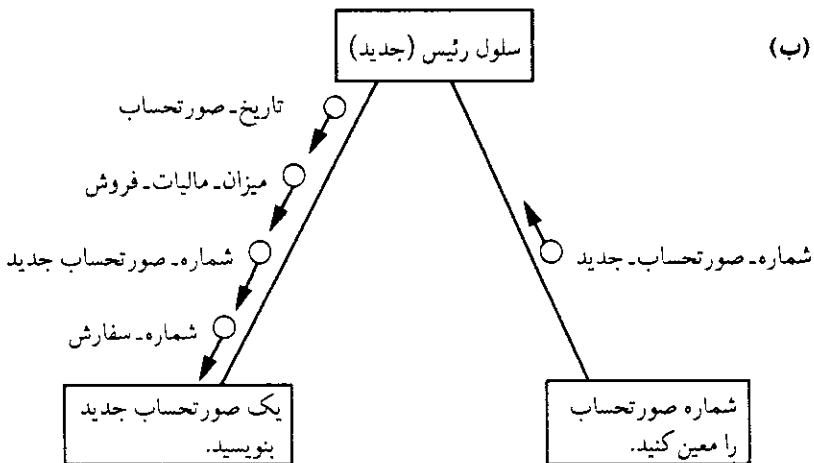 (ب)
سلول رئیس (جدید)
تاریخ-صورتحساب
میزان-مالیات-فروش
شماره-صورتحساب جدید
شماره-سفارش
شماره-صورتحساب-جدید
شماره صورتحساب
را معین کنید.
یک صورتحساب جدید
بنویسید.